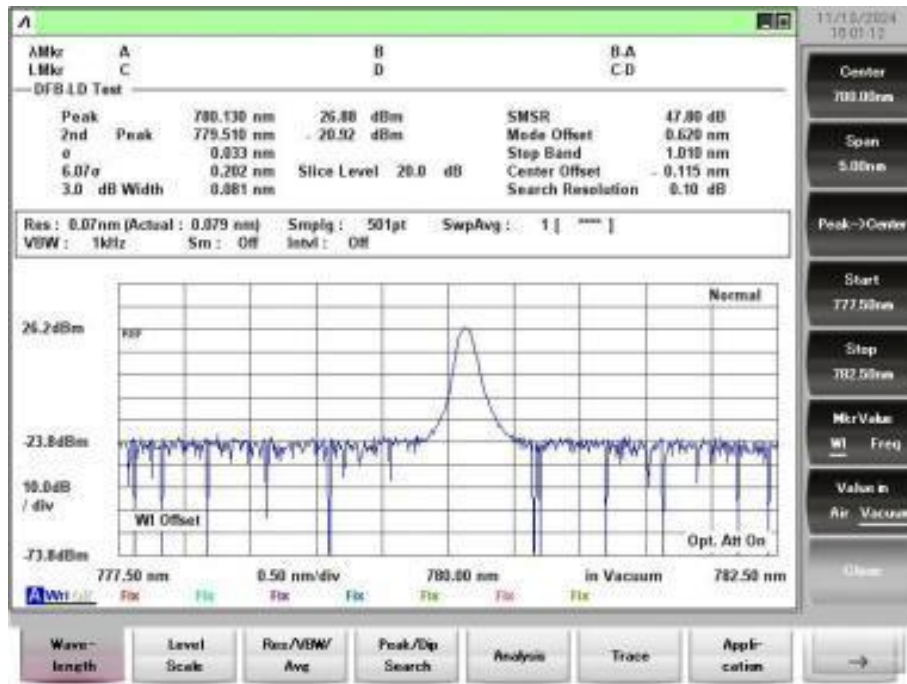 11/13/2024
λMkr A B B-A
LMkr C D C-D
DFB-LD Test
Peak 780.130 nm 26.88 dBm SMSR 47.80 dB
2nd Peak 779.510 nm - 20.92 dBm Mode Offset 0.620 nm
σ 0.033 nm Stop Band 1.010 nm
6.07σ 0.202 nm Slice Level 20.0 dB Center Offset - 0.115 nm
3.0 dB Width 0.081 nm Search Resolution 0.10 dB
Res : 0.07nm (Actual : 0.079 nm) Smplg : 501pt SwpAvg : 1 [ **** ]
VBW : 1kHz Sm : Off Intvl : Off
Normal
26.2dBm
REF
-23.8dBm
10.0dB
/ div
Wl Offset
Opt. Att On
-73.8dBm
777.50 nm 0.50 nm/div 780.00 nm in Vacuum 782.50 nm
A Wri Fix Fix Fix Fix Fix Fix Fix
Center
780.00nm
Span
5.00nm
Peak->Center
Start
777.50nm
Stop
782.50nm
Mkr Value
Wl Freq
Value in
Air Vacuum
Close
Wave-
length
Level
Scale
Res/VBW/
Avg
Peak/Dip
Search
Analysis
Trace
Appli-
cation
→